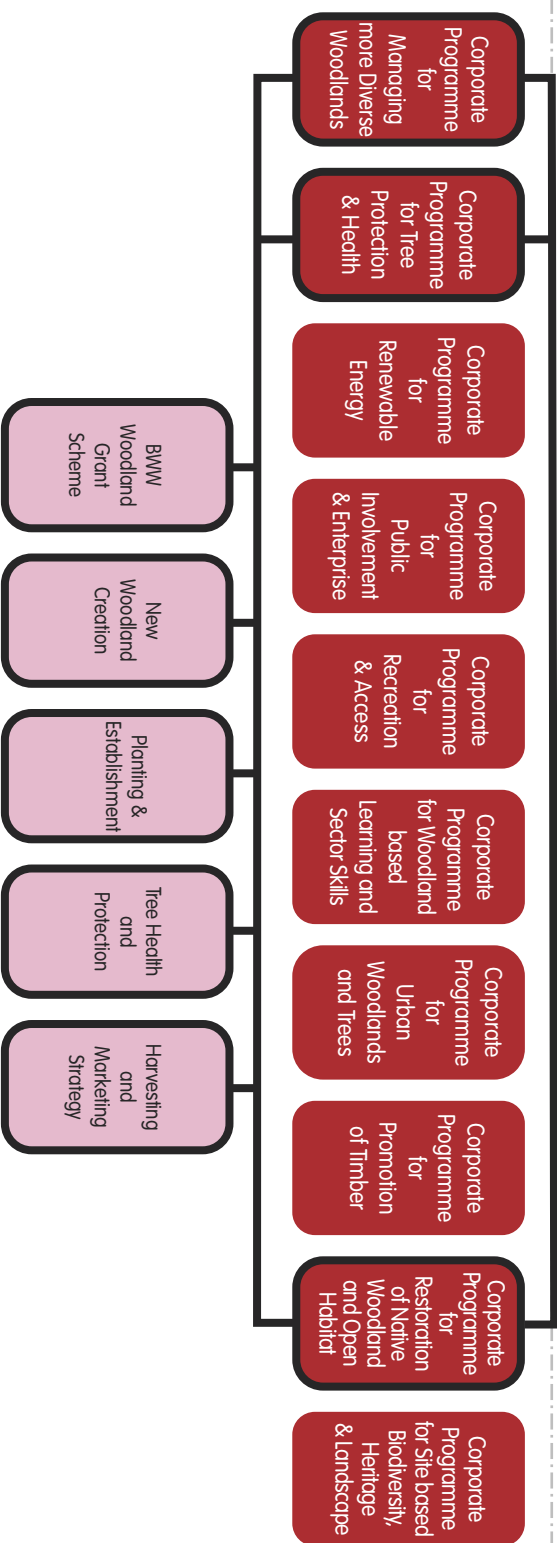 Corporate
Programme
for
Managing
more Diverse
Woodlands
Corporate
Programme
for Tree
Protection
& Health
Corporate
Programme
for
Renewable
Energy
Corporate
Programme
for
Public
Involvement
& Enterprise
Corporate
Programme
for
Recreation
& Access
Corporate
Programme
for Woodland
based
Learning and
Sector Skills
Corporate
Programme
for
Urban
Woodlands
and Trees
Corporate
Programme
for
Promotion
of Timber
Corporate
Programme
for
Restoration
of Native
Woodland
and Open
Habitat
Corporate
Programme
for Site based
Biodiversity,
Heritage
& Landscape
BWW
Woodland
Grant
Scheme
New
Woodland
Creation
Planting &
Establishment
Tree Health
and
Protection
Harvesting
and
Marketing
Strategy